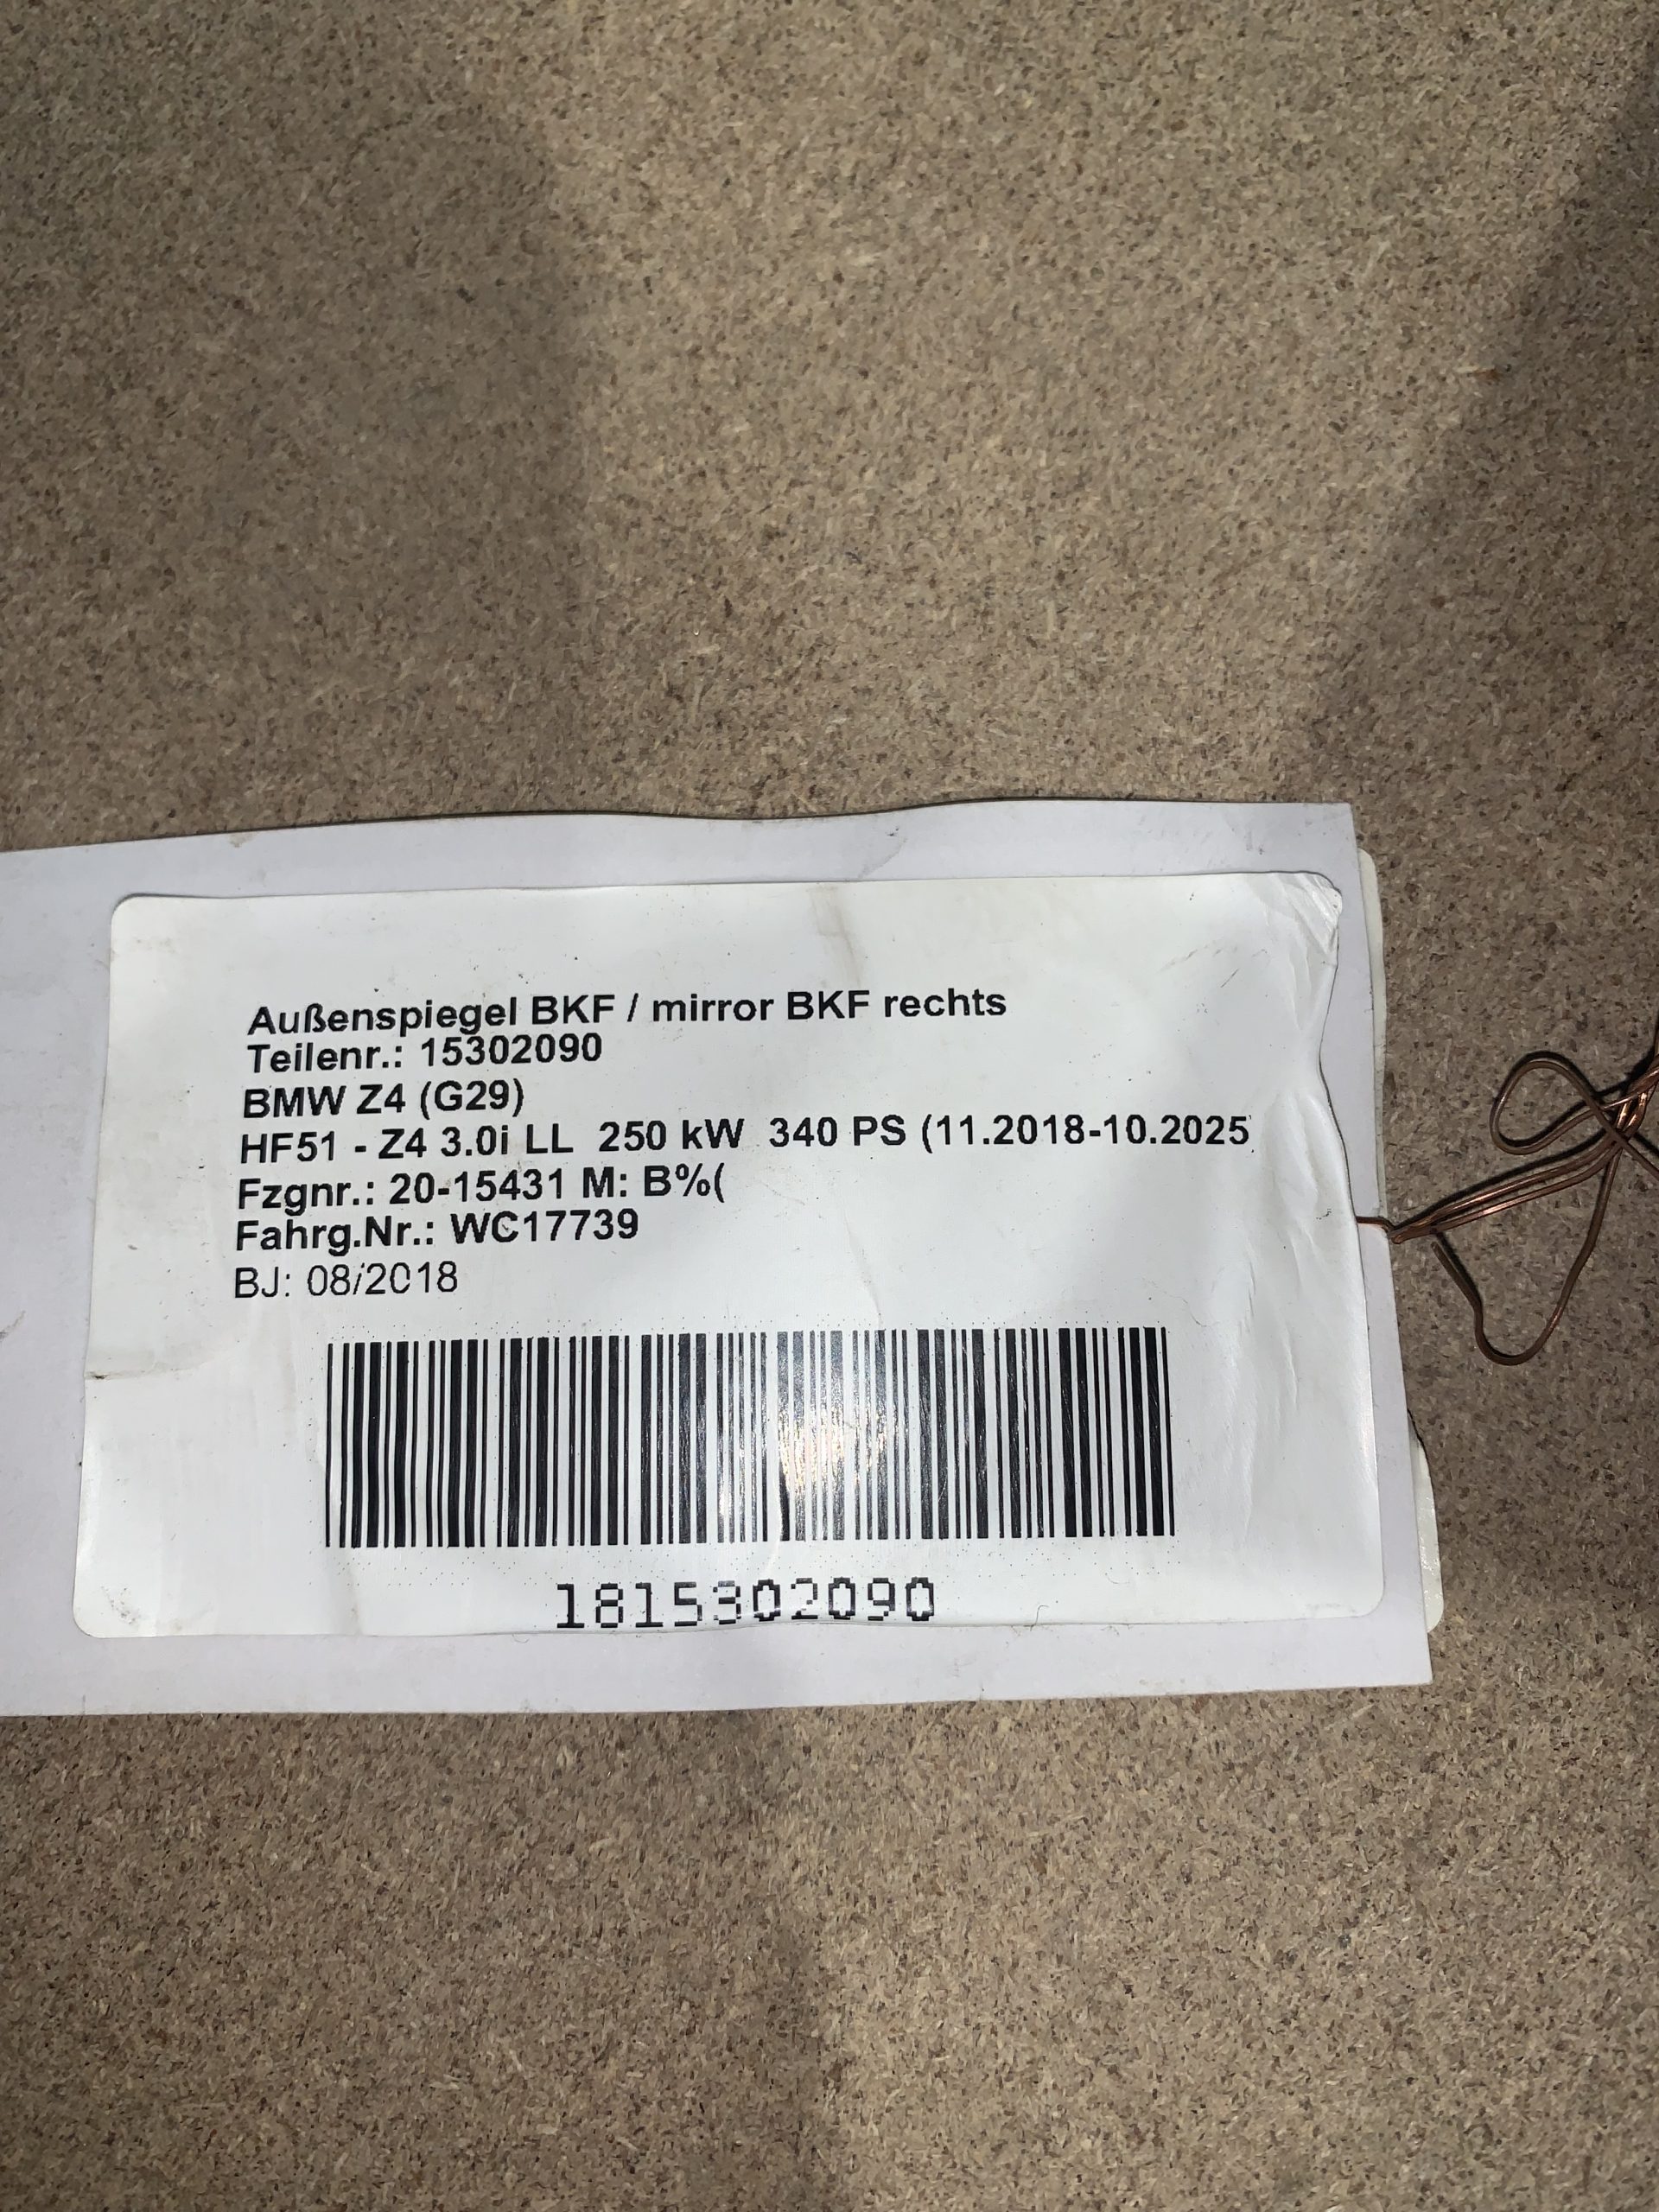 Außenspiegel BKF / mirror BKF rechts
Teilenr.: 15302090
BMW Z4 (G29)
HF51 - Z4 3.0i LL 250 kW 340 PS (11.2018-10.2025
Fzgnr.: 20-15431 M: B%(
Fahrg.Nr.: WC17739
BJ: 08/2018
1815302090